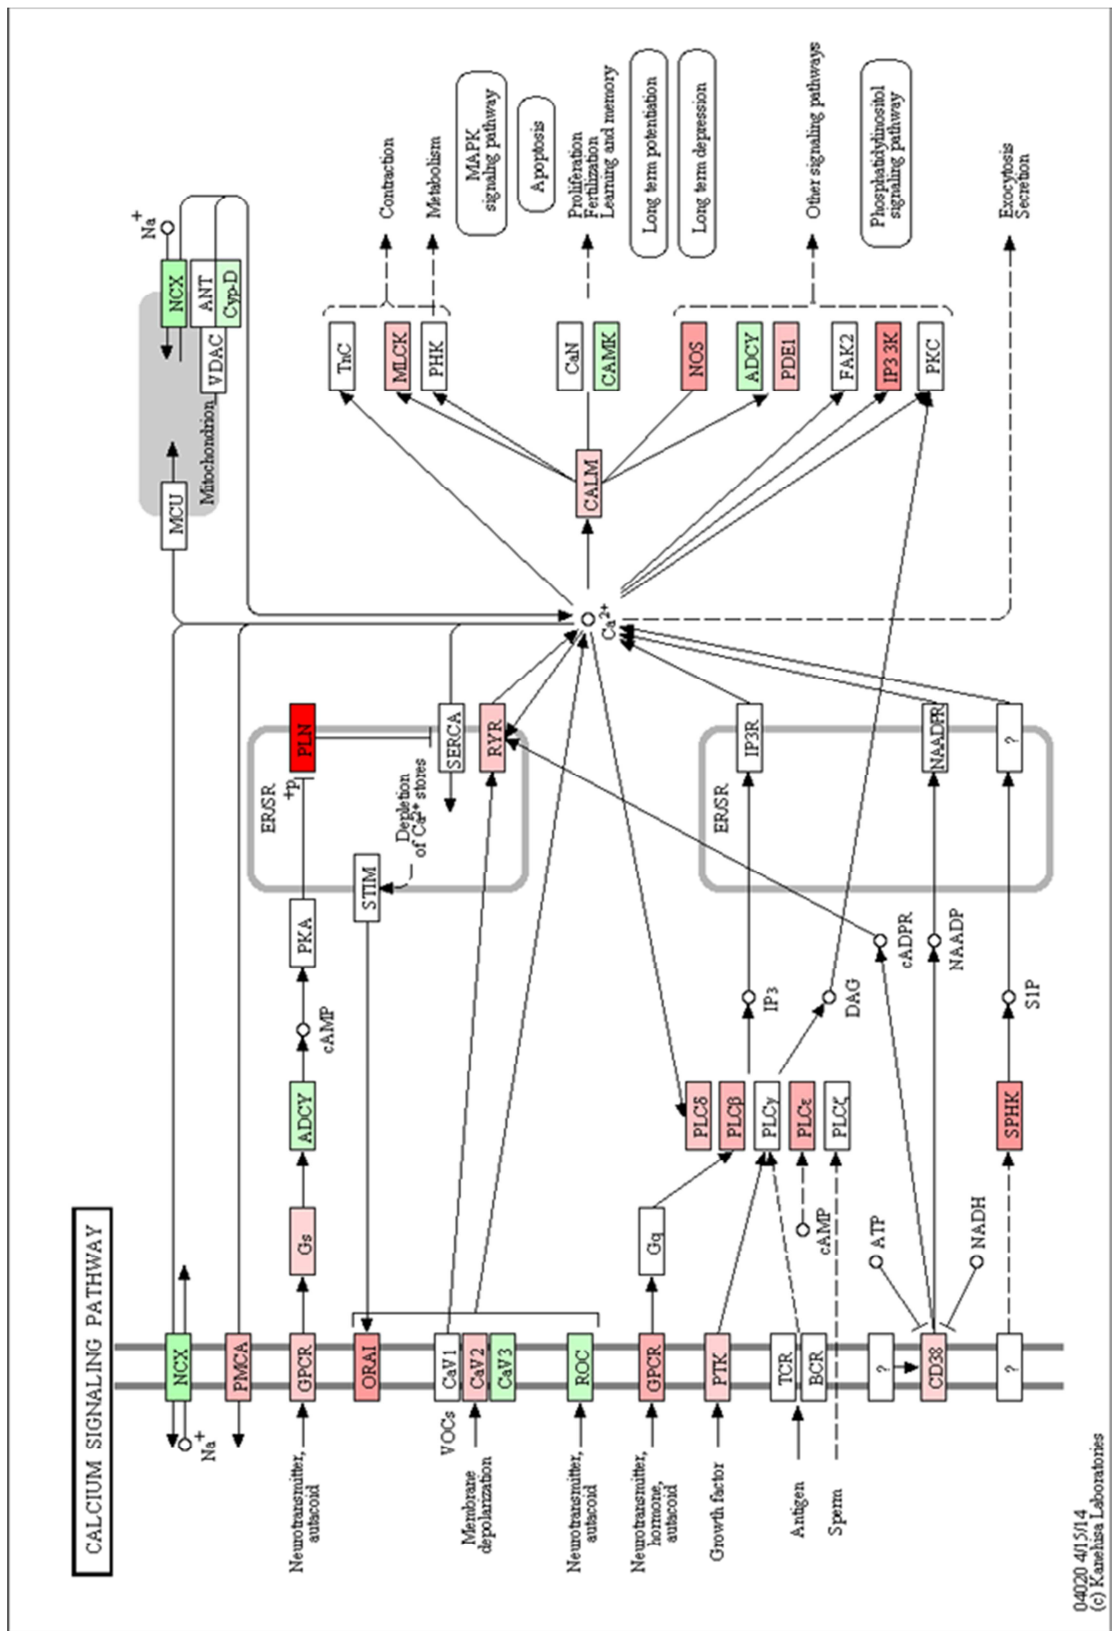 CALCIUM SIGNALING PATHWAY
Na+
NCX
PMCA
Neurotransmitter,
autacoid
GPCR
Gs
ADCY
cAMP
PKA
+p
PLN
ER/SR
ORAI
STIM
Depletion
of Ca2+ stores
SERCA
RYR
VOCs
CaV1
CaV2
CaV3
Membrane
depolarization
Neurotransmitter,
autacoid
ROC
Neurotransmitter,
hormone,
autacoid
GPCR
Gq
Growth factor
PTK
Antigen
TCR
BCR
Sperm
PLCδ
PLCβ
PLCγ
PLCε
PLCζ
cAMP
IP3
DAG
ER/SR
IP3R
ATP
?
CD38
NADH
cADPR
NAADP
NAADPR
?
SPHK
S1P
?
MCU
Mitochondrion
VDAC
ANT
Cyp-D
NCX
Na+
Ca2+
CALM
TnC
MLCK
PHK
CaN
CAMK
NOS
ADCY
PDE1
FAK2
IP3 3K
PKC
Contraction
Metabolism
MAPK
signaling pathway
Apoptosis
Proliferation
Fertilization
Learning and memory
Long term potentiation
Long term depression
Other signaling pathways
Phosphatidylinositol
signaling pathway
Exocytosis
Secretion
04020 4/15/14
(c) Kanehisa Laboratories